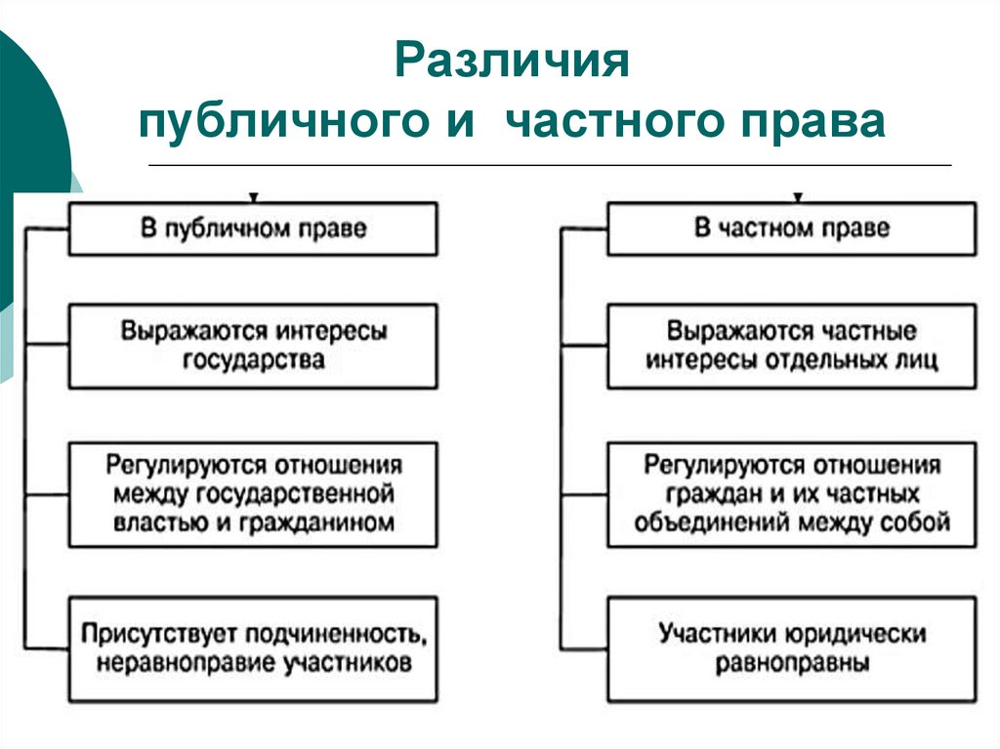 Различия
публичного и частного права
В публичном праве
Выражаются интересы
государства
Регулируются отношения
между государственной
властью и гражданином
Присутствует подчиненность,
неравноправие участников
В частном праве
Выражаются частные
интересы отдельных лиц
Регулируются отношения
граждан и их частных
объединений между собой
Участники юридически
равноправны